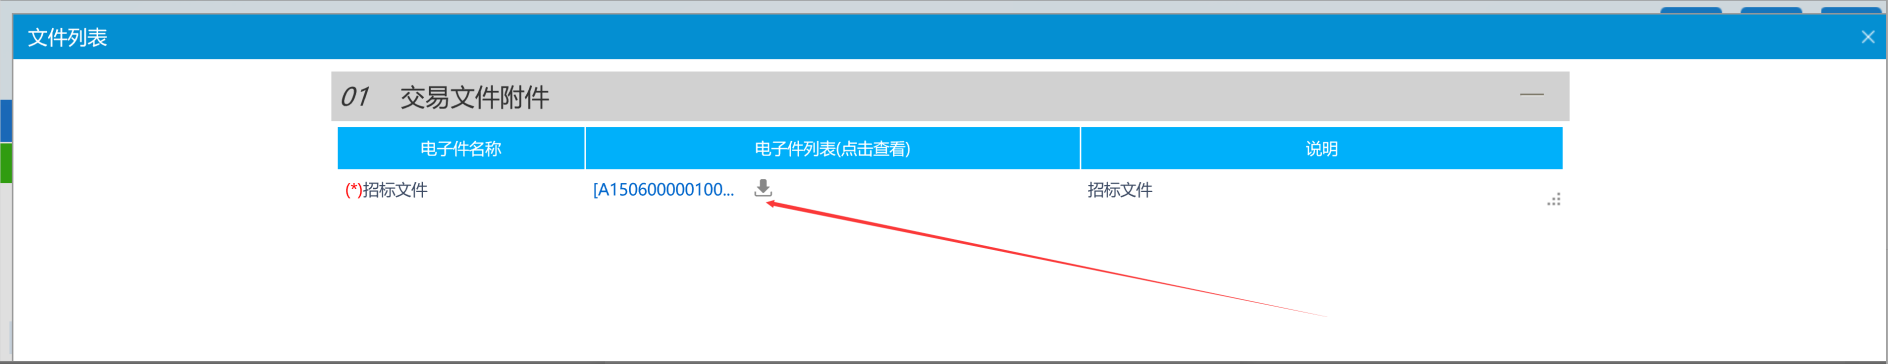 文件列表
01 交易文件附件
电子件名称 电子件列表(点击查看) 说明
(*)招标文件 [A150600000100... 招标文件